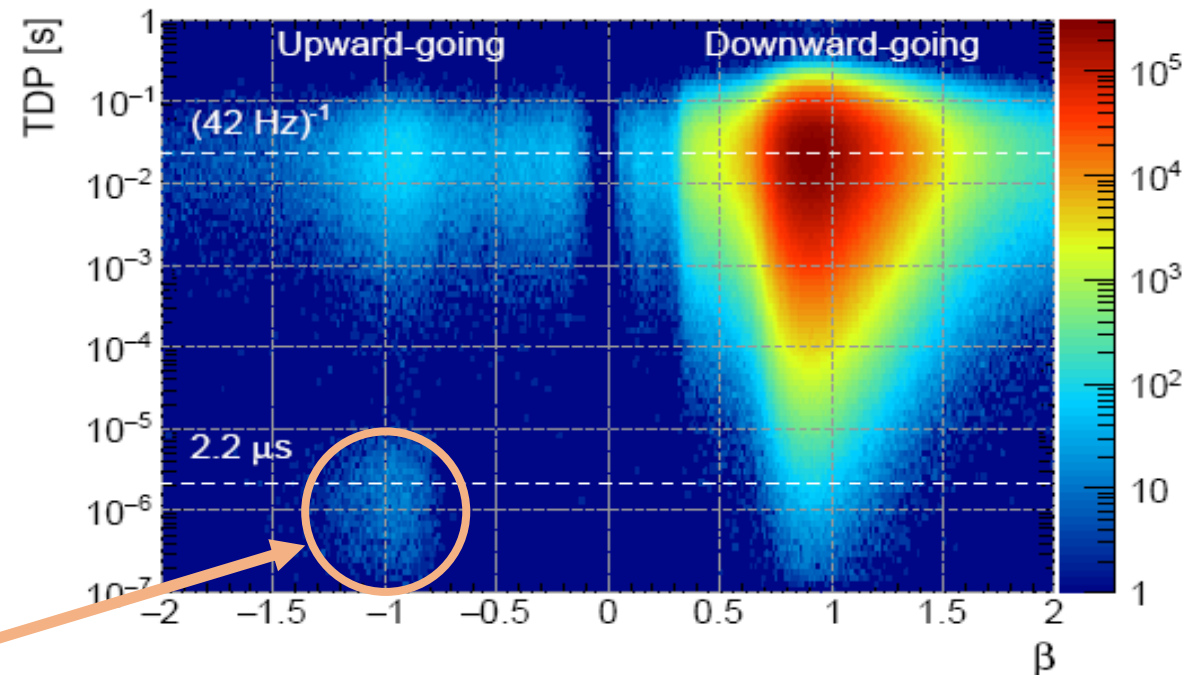 TDP [s]
1
10⁻¹
10⁻²
10⁻³
10⁻⁴
10⁻⁵
10⁻⁶
10⁻⁷
Upward-going
Downward-going
(42 Hz)⁻¹
2.2 μs
−2 −1.5 −1 −0.5 0 0.5 1 1.5 2
β
10⁵
10⁴
10³
10²
10
1